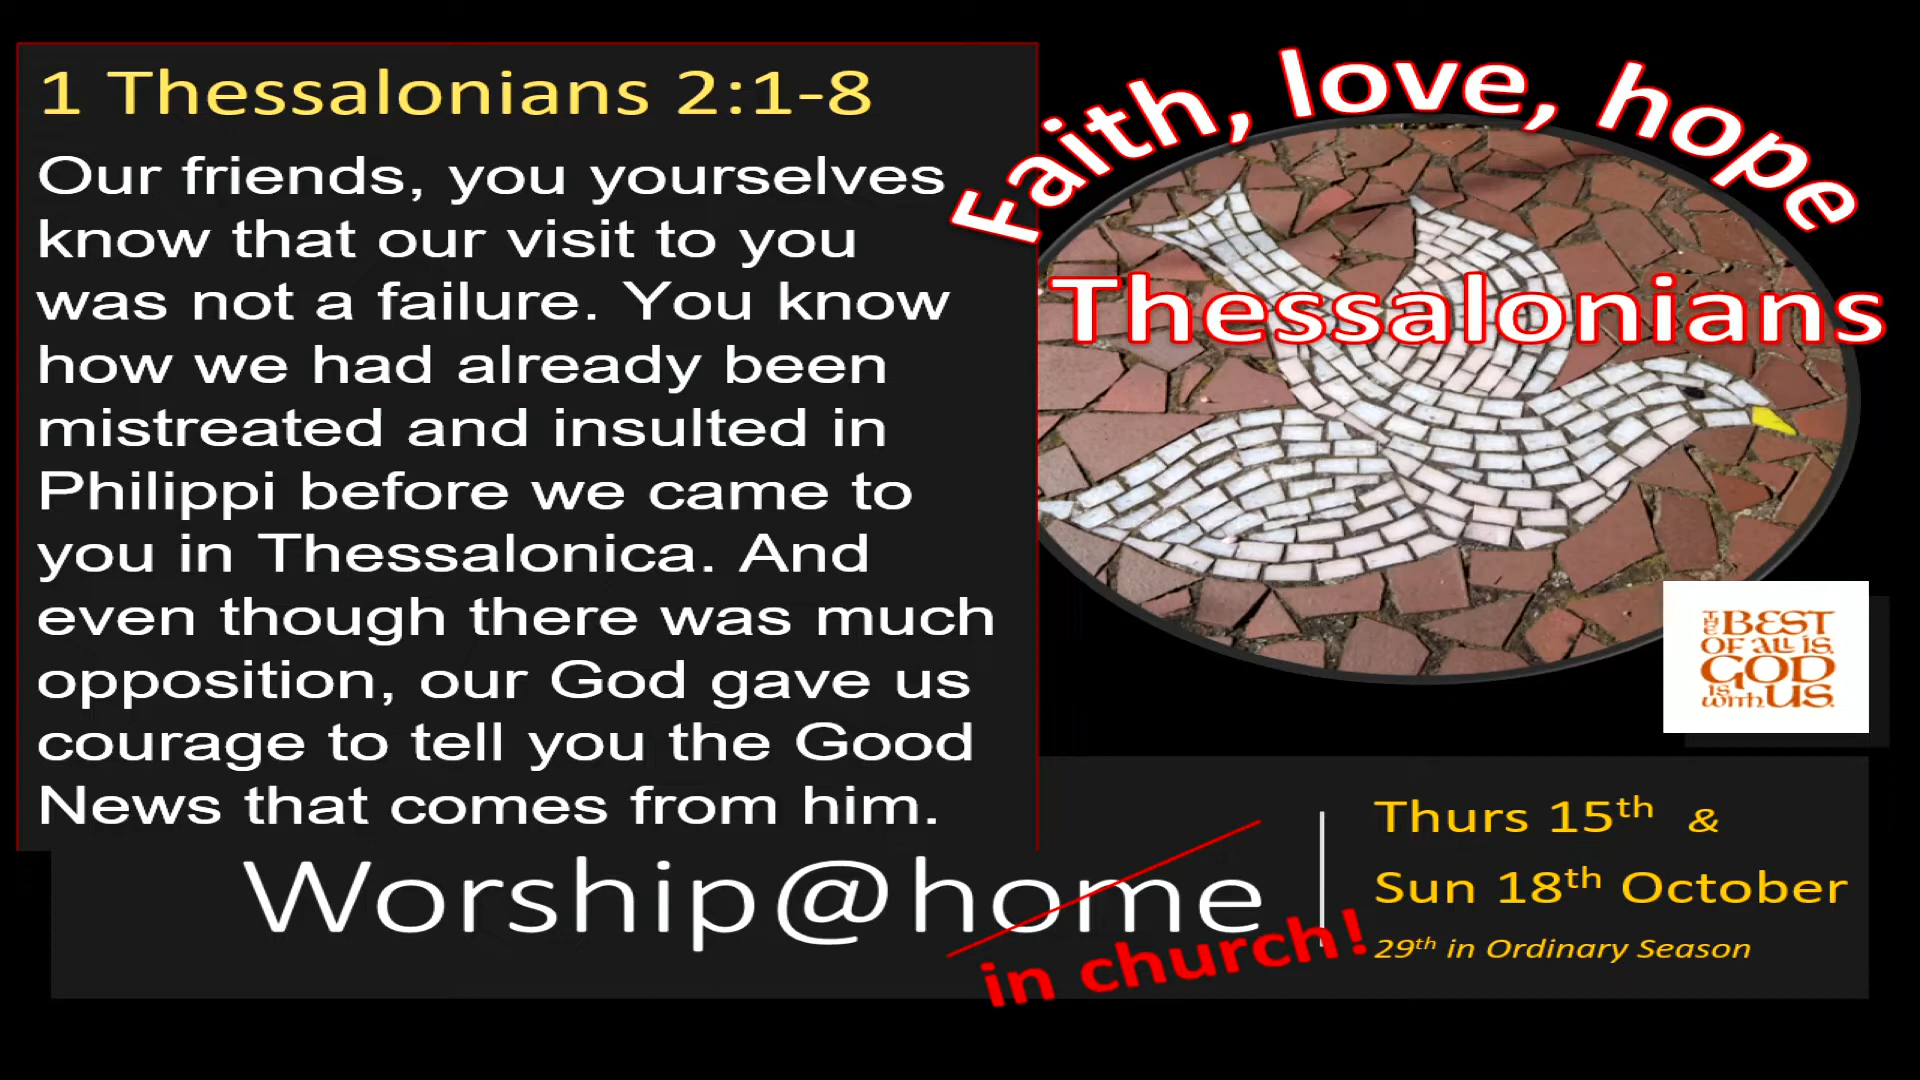 1 Thessalonians 2:1-8
Our friends, you yourselves
know that our visit to you
was not a failure. You know
how we had already been
mistreated and insulted in
Philippi before we came to
you in Thessalonica. And
even though there was much
opposition, our God gave us
courage to tell you the Good
News that comes from him.
Faith, love, hope
Thessalonians
THE BEST
OF ALL IS,
GOD
IS
with US.
Worship@home
in church!
Thurs 15th &
Sun 18th October
29th in Ordinary Season